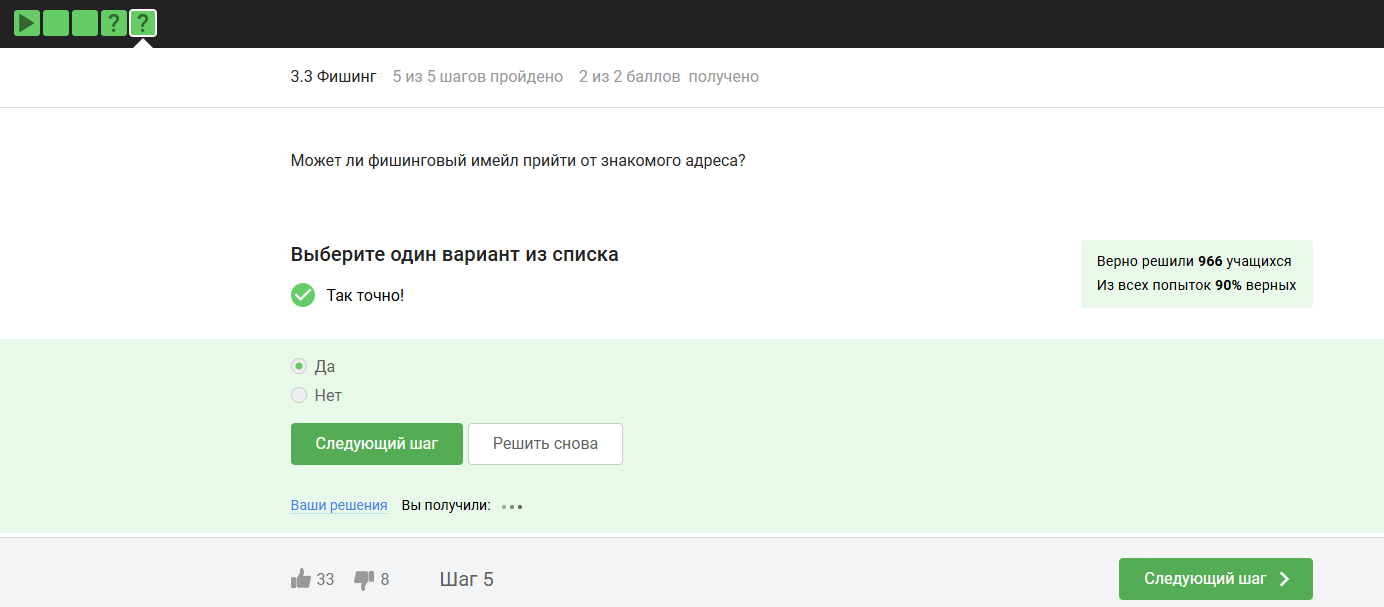 ? ?
3.3 Фишинг 5 из 5 шагов пройдено 2 из 2 баллов получено
Может ли фишинговый имейл прийти от знакомого адреса?
Выберите один вариант из списка
Верно решили 966 учащихся
Из всех попыток 90% верных
Так точно!
Да
Нет
Следующий шаг Решить снова
Ваши решения Вы получили:
33 8 Шаг 5 Следующий шаг